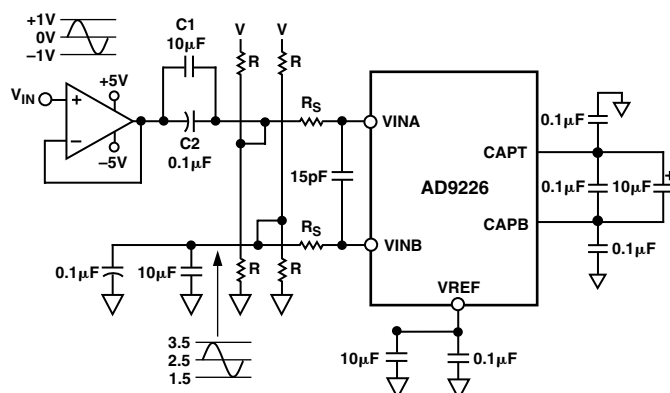 +1V
0V
–1V
C1
10µF
V
V
R
R
VIN
+5V
+
–
–5V
C2
0.1µF
RS
VINA
15pF
AD9226
CAPT
CAPB
0.1µF
0.1µF
10µF
+
0.1µF
RS
VINB
VREF
0.1µF
10µF
R
R
3.5
2.5
1.5
10µF
0.1µF